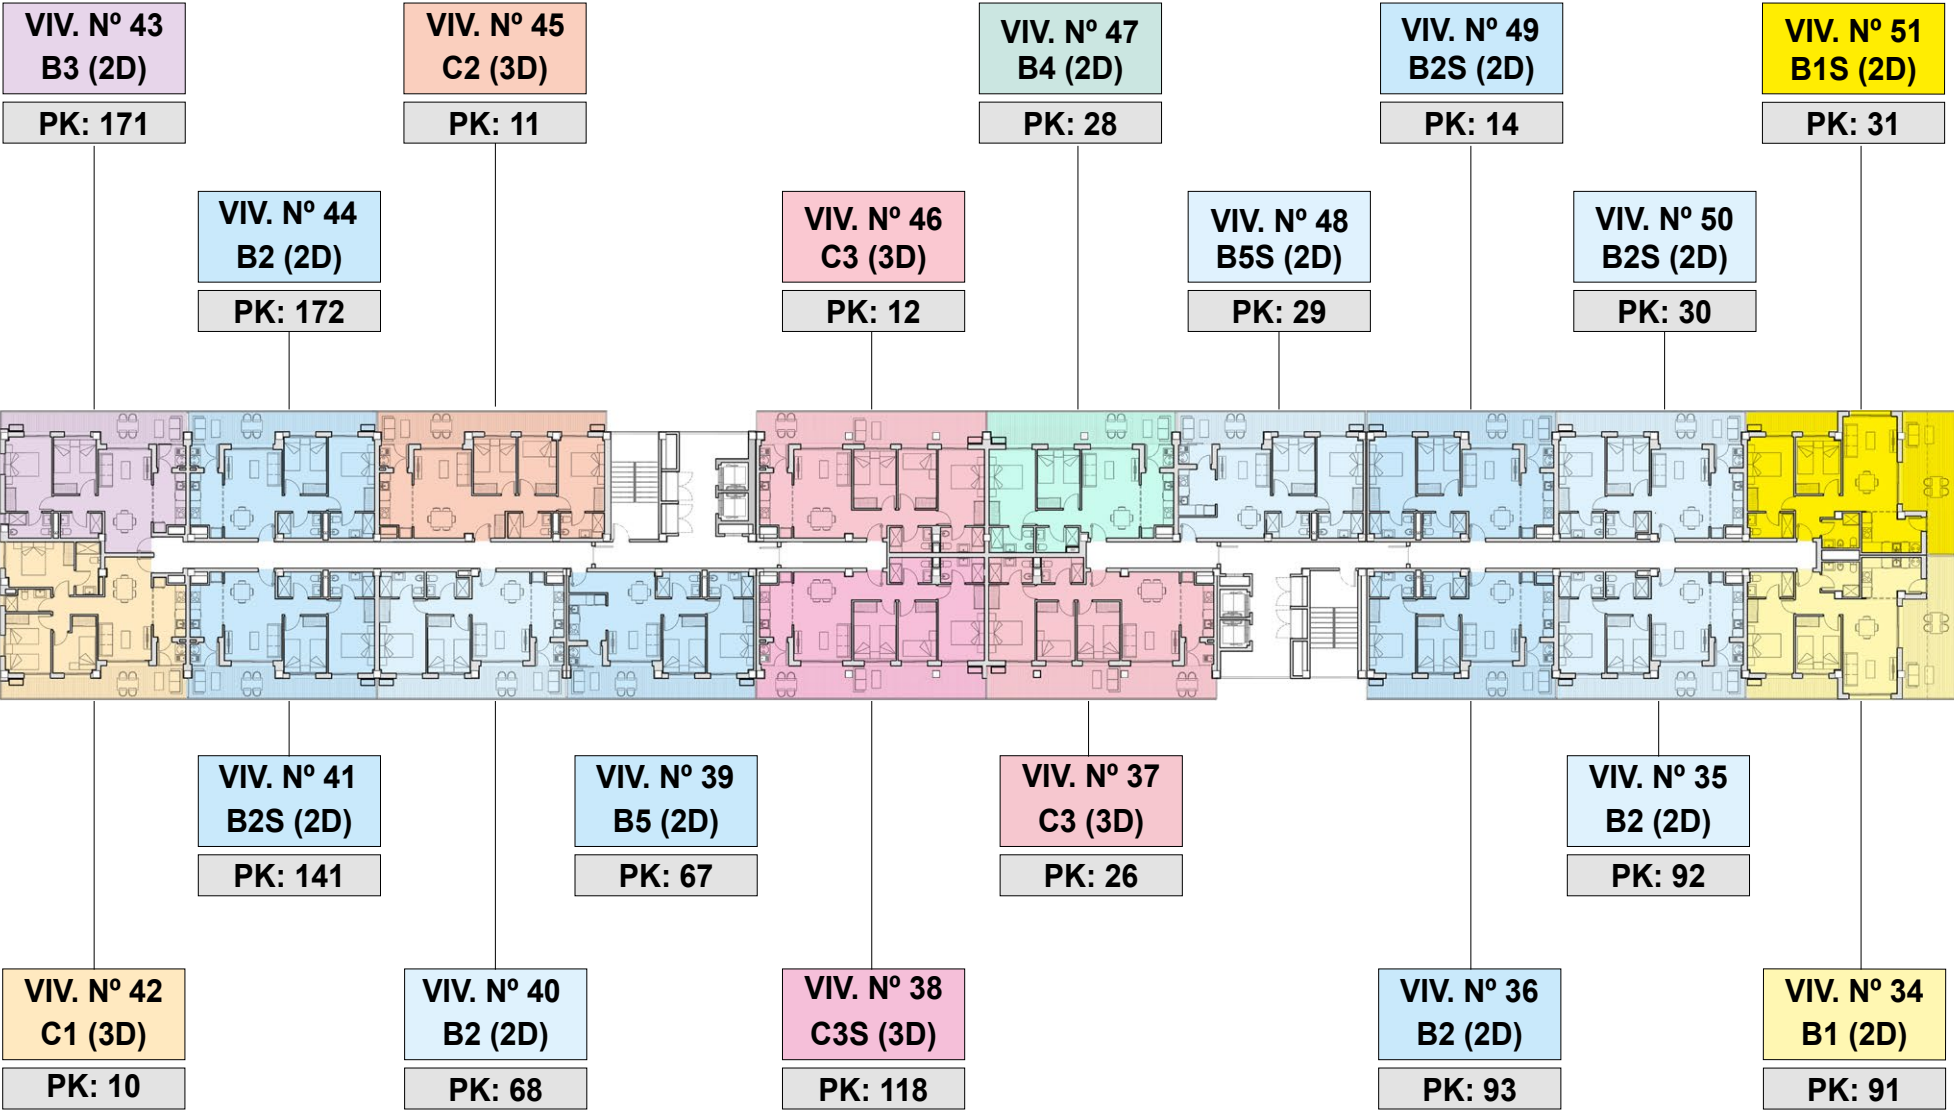 VIV. Nº 43
B3 (2D)
PK: 171
VIV. Nº 45
C2 (3D)
PK: 11
VIV. Nº 47
B4 (2D)
PK: 28
VIV. Nº 49
B2S (2D)
PK: 14
VIV. Nº 51
B1S (2D)
PK: 31
VIV. Nº 44
B2 (2D)
PK: 172
VIV. Nº 46
C3 (3D)
PK: 12
VIV. Nº 48
B5S (2D)
PK: 29
VIV. Nº 50
B2S (2D)
PK: 30
VIV. Nº 41
B2S (2D)
PK: 141
VIV. Nº 39
B5 (2D)
PK: 67
VIV. Nº 37
C3 (3D)
PK: 26
VIV. Nº 35
B2 (2D)
PK: 92
VIV. Nº 42
C1 (3D)
PK: 10
VIV. Nº 40
B2 (2D)
PK: 68
VIV. Nº 38
C3S (3D)
PK: 118
VIV. Nº 36
B2 (2D)
PK: 93
VIV. Nº 34
B1 (2D)
PK: 91